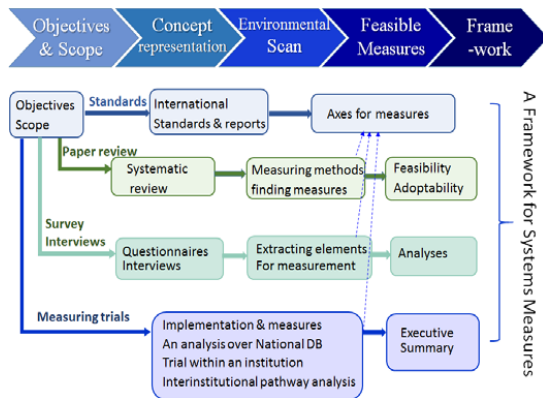 Objectives
& Scope
Concept
representation
Environmental
Scan
Feasible
Measures
Frame
-work
Objectives
Scope
Standards
International
Standards & reports
Axes for measures
Paper review
Systematic
review
Measuring methods
finding measures
Feasibility
Adoptability
Survey
Interviews
Questionnaires
Interviews
Extracting elements
For measurement
Analyses
Measuring trials
Implementation & measures
An analysis over National DB
Trial within an institution
Interinstitutional pathway analysis
Executive
Summary
A Framework for Systems Measures